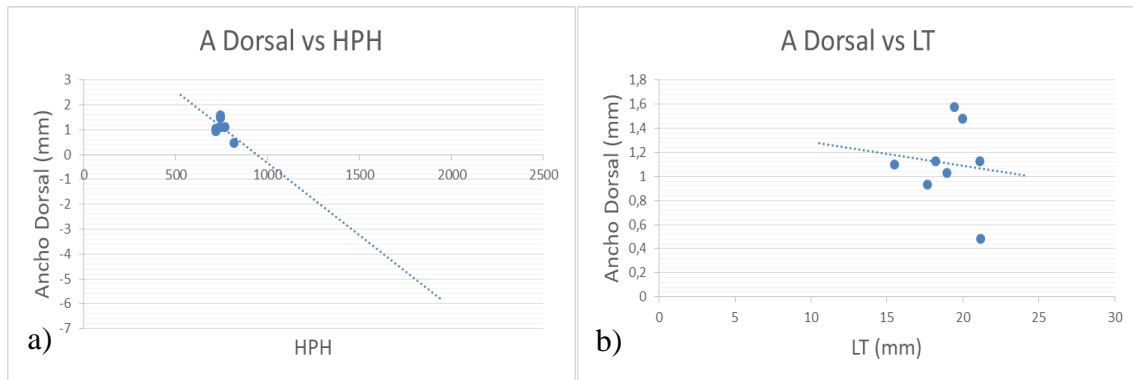 A Dorsal vs HPH
Ancho Dorsal (mm)
3
2
1
0
-1
-2
-3
-4
-5
-6
-7
0 500 1000 1500 2000 2500
HPH
a)
A Dorsal vs LT
Ancho Dorsal (mm)
1,8
1,6
1,4
1,2
1
0,8
0,6
0,4
0,2
0
0 5 10 15 20 25 30
LT (mm)
b)